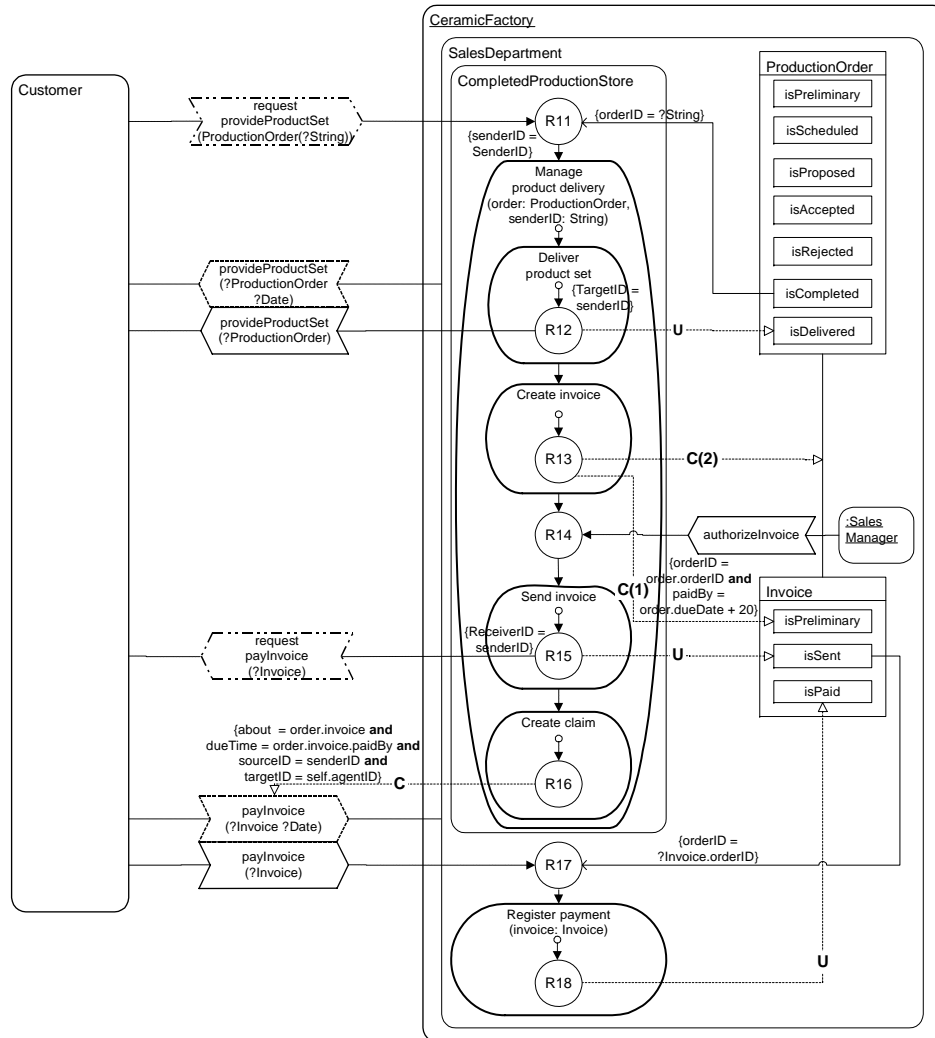 CeramicFactory
SalesDepartment
CompletedProductionStore
ProductionOrder
Customer
isPreliminary
isScheduled
isProposed
isAccepted
isRejected
isCompleted
isDelivered
request
provideProductSet
(ProductionOrder(?String))
R11
{orderID = ?String}
{senderID =
SenderID}
Manage
product delivery
(order: ProductionOrder,
senderID: String)
provideProductSet
(?ProductionOrder
?Date)
Deliver
product set
{TargetID =
senderID}
provideProductSet
(?ProductionOrder)
R12
U
Create invoice
R13
C(2)
R14
authorizeInvoice
:Sales
Manager
{orderID =
order.orderID and
paidBy =
order.dueDate + 20}
C(1)
Invoice
isPreliminary
isSent
isPaid
Send invoice
{ReceiverID =
senderID}
R15
U
request
payInvoice
(?Invoice)
Create claim
R16
C
{about  = order.invoice and
dueTime = order.invoice.paidBy and
sourceID = senderID and
targetID = self.agentID}
payInvoice
(?Invoice ?Date)
payInvoice
(?Invoice)
R17
{orderID =
?Invoice.orderID}
Register payment
(invoice: Invoice)
R18
U